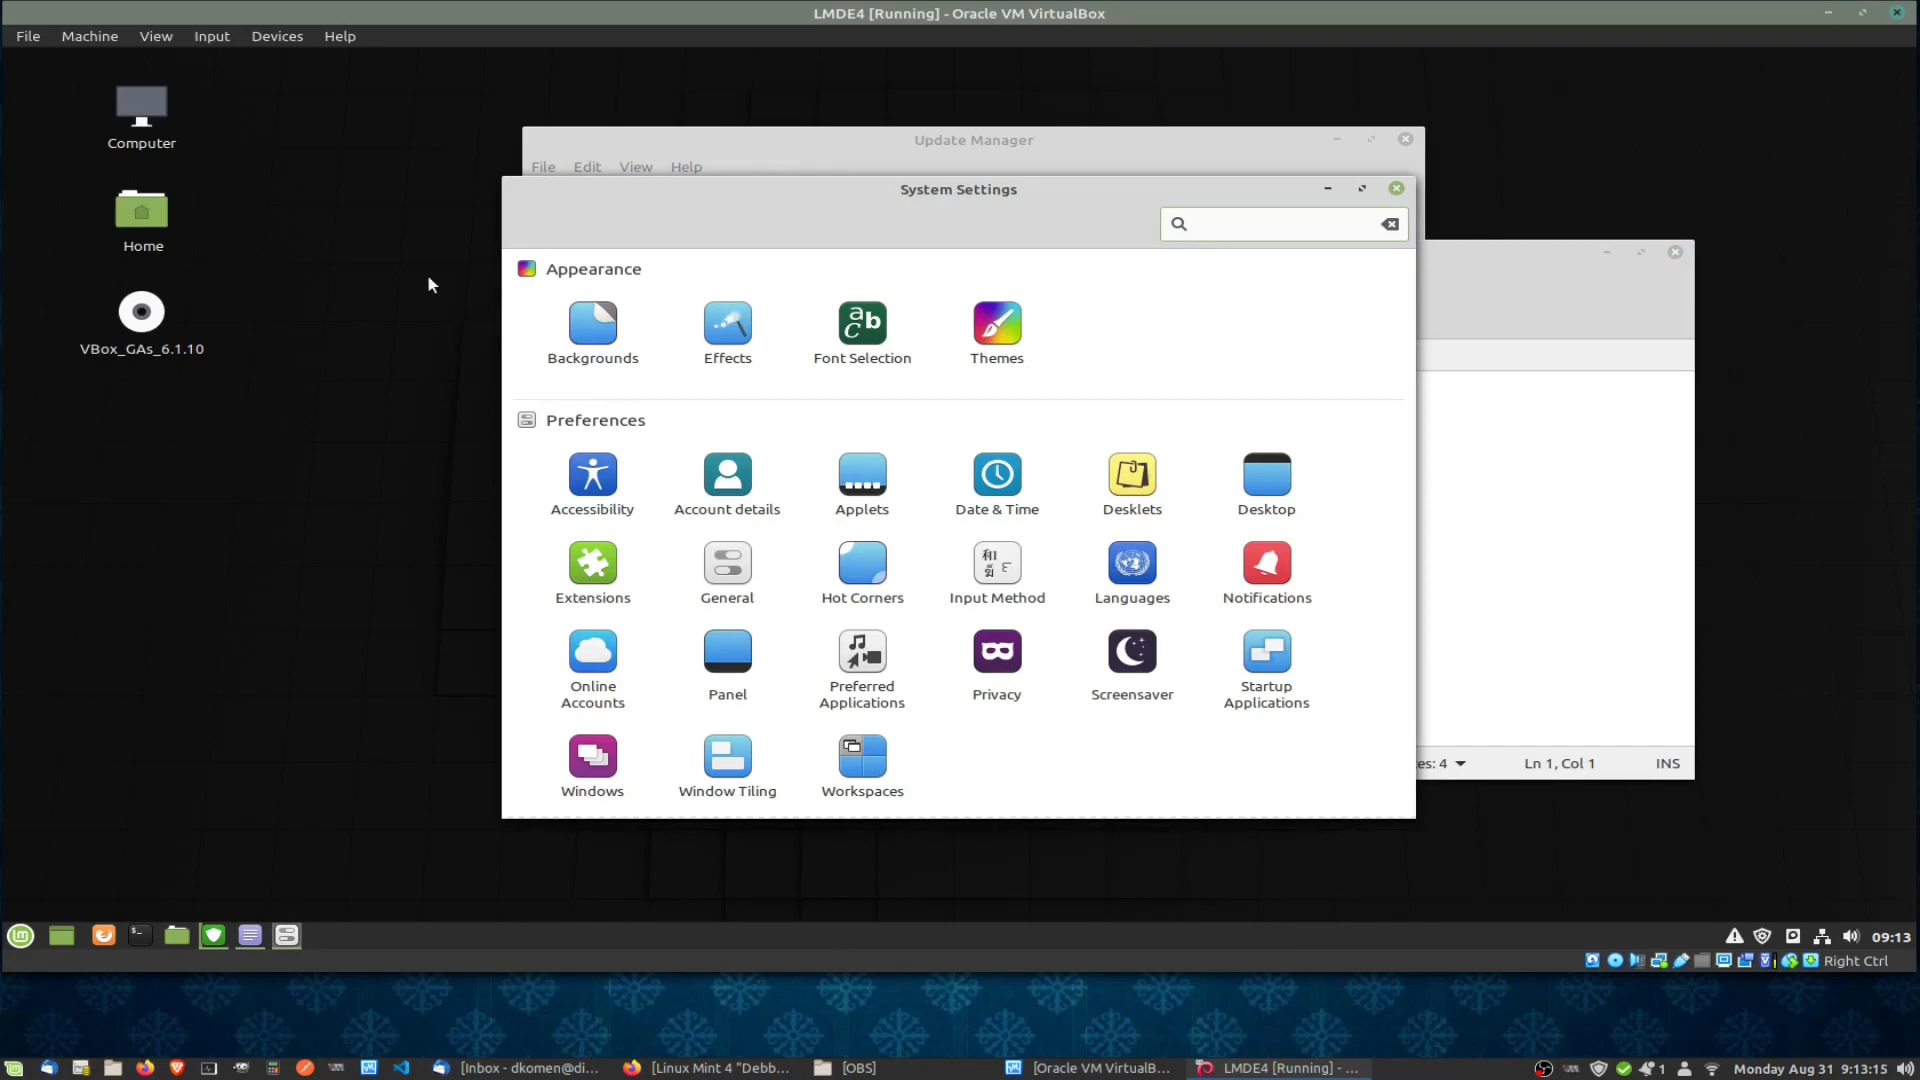 LMDE4 [Running] - Oracle VM VirtualBox
File Machine View Input Devices Help
Computer
Home
VBox_GAs_6.1.10
Update Manager
File Edit View Help
System Settings
Appearance
Backgrounds Effects Font Selection Themes
Preferences
Accessibility Account details Applets Date & Time Desklets Desktop
Extensions General Hot Corners Input Method Languages Notifications
Online Accounts Panel Preferred Applications Privacy Screensaver Startup Applications
Windows Window Tiling Workspaces
es: 4 Ln 1, Col 1 INS
09:13
Right Ctrl
[Inbox - dkomen@di... [Linux Mint 4 "Debb... [OBS] [Oracle VM VirtualB... LMDE4 [Running] - ... 1 Monday Aug 31 9:13:15